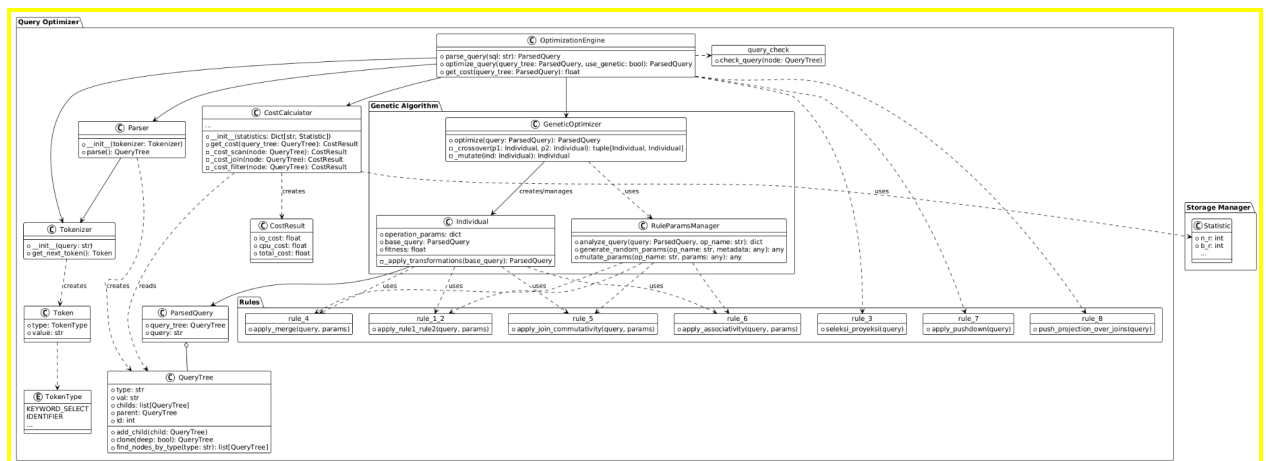 Query Optimizer
C OptimizationEngine
parse_query(sql: str): ParsedQuery
optimize_query(query_tree: ParsedQuery, use_genetic: bool): ParsedQuery
get_cost(query_tree: ParsedQuery): float
query_check
check_query(node: QueryTree)
C CostCalculator
...
__init__(statistics: Dict[str, Statistic])
get_cost(query_tree: QueryTree): CostResult
_cost_scan(node: QueryTree): CostResult
_cost_join(node: QueryTree): CostResult
_cost_filter(node: QueryTree): CostResult
Genetic Algorithm
C GeneticOptimizer
optimize(query: ParsedQuery): ParsedQuery
_crossover(p1: Individual, p2: Individual): tuple[Individual, Individual]
_mutate(ind: Individual): Individual
C Parser
__init__(tokenizer: Tokenizer)
parse(): QueryTree
creates
creates/manages
uses
uses
Storage Manager
C Statistic
n_r: int
b_r: int
...
C Tokenizer
__init__(query: str)
get_next_token(): Token
C CostResult
io_cost: float
cpu_cost: float
total_cost: float
C Individual
operation_params: dict
base_query: ParsedQuery
fitness: float
_apply_transformations(base_query): ParsedQuery
C RuleParamsManager
analyze_query(query: ParsedQuery, op_name: str): dict
generate_random_params(op_name: str, metadata: any): any
mutate_params(op_name: str, params: any): any
creates
creates
reads
uses
uses
uses
uses
C Token
type: TokenType
value: str
C ParsedQuery
query_tree: QueryTree
query: str
Rules
rule_4
apply_merge(query, params)
rule_1_2
apply_rule1_rule2(query, params)
rule_5
apply_join_commutativity(query, params)
rule_6
apply_associativity(query, params)
rule_3
seleksi_proyeksi(query)
rule_7
apply_pushdown(query)
rule_8
push_projection_over_joins(query)
E TokenType
KEYWORD_SELECT
IDENTIFIER
...
C QueryTree
type: str
val: str
childs: list[QueryTree]
parent: QueryTree
id: int
add_child(child: QueryTree)
clone(deep: bool): QueryTree
find_nodes_by_type(type: str): list[QueryTree]